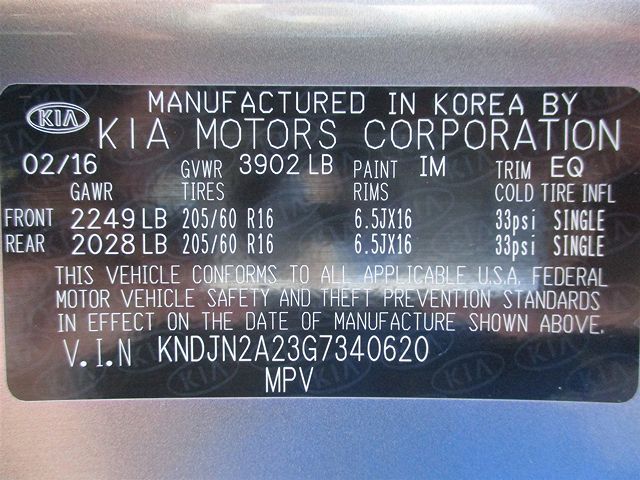 KIA MANUFACTURED IN KOREA BY
KIA MOTORS CORPORATION
02/16 GVWR 3902 LB PAINT IM TRIM EQ
GAWR TIRES RIMS COLD TIRE INFL
FRONT 2249 LB 205/60 R16 6.5JX16 33psi SINGLE
REAR 2028 LB 205/60 R16 6.5JX16 33psi SINGLE
THIS VEHICLE CONFORMS TO ALL APPLICABLE U.S.A. FEDERAL
MOTOR VEHICLE SAFETY AND THEFT PREVENTION STANDARDS
IN EFFECT ON THE DATE OF MANUFACTURE SHOWN ABOVE.
V.I.N KNDJN2A23G7340620
MPV